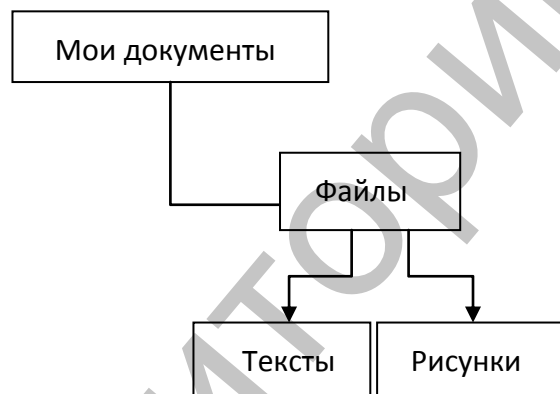 Мои документы
Файлы
Тексты
Рисунки